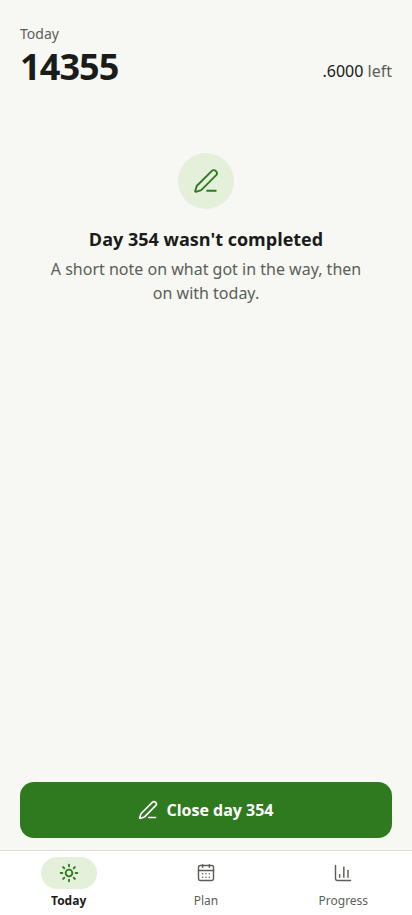 Today
14355
.6000 left
Day 354 wasn't completed
A short note on what got in the way, then
on with today.
Close day 354
Today
Plan
Progress